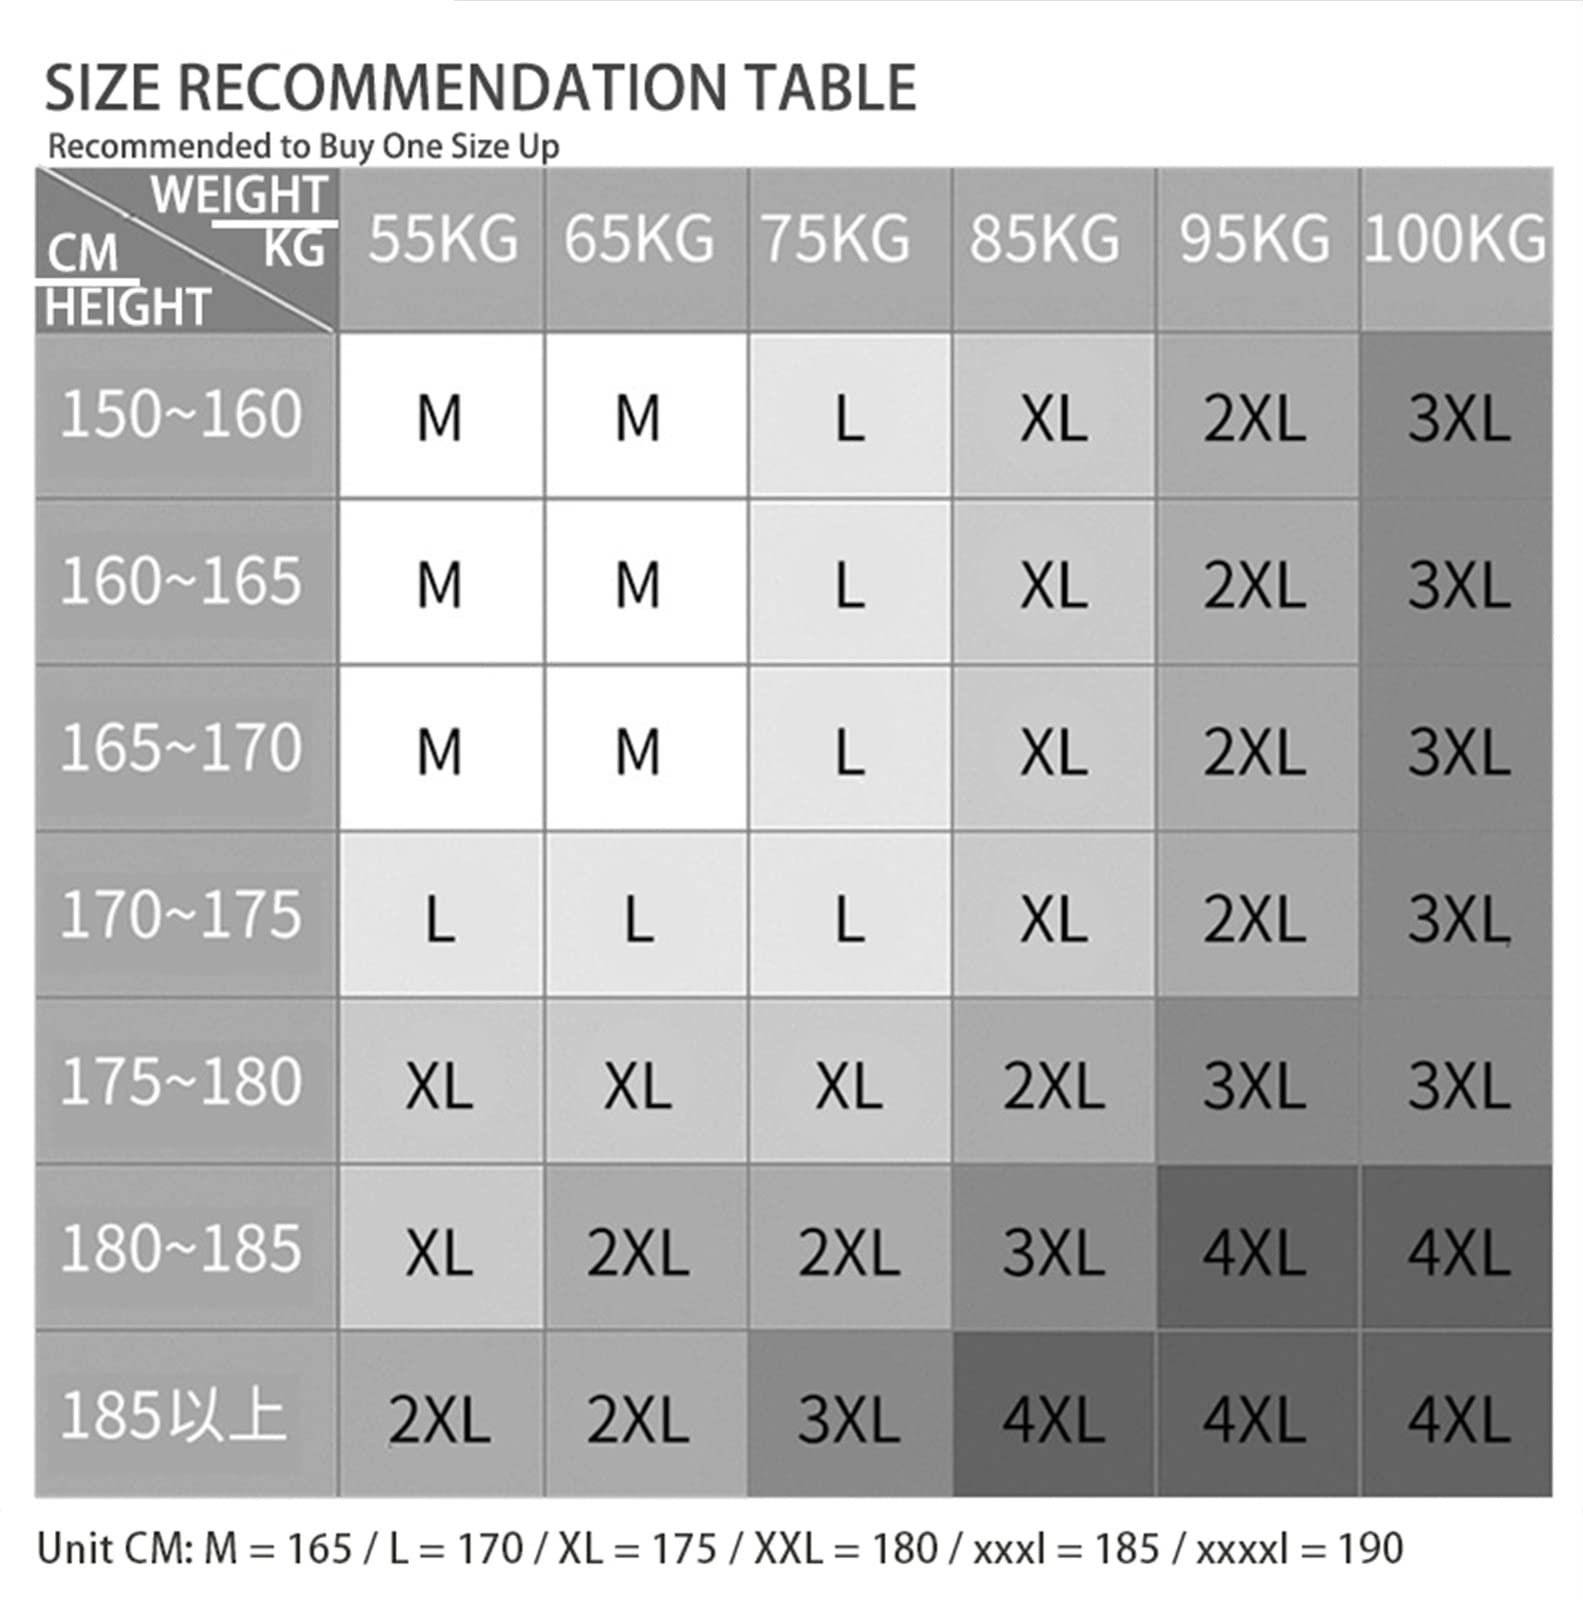 SIZE RECOMMENDATION TABLE
Recommended to Buy One Size Up
WEIGHT
KG
CM
HEIGHT
55KG 65KG 75KG 85KG 95KG 100KG
150~160 M M L XL 2XL 3XL
160~165 M M L XL 2XL 3XL
165~170 M M L XL 2XL 3XL
170~175 L L L XL 2XL 3XL
175~180 XL XL XL 2XL 3XL 3XL
180~185 XL 2XL 2XL 3XL 4XL 4XL
185以上 2XL 2XL 3XL 4XL 4XL 4XL
Unit CM: M = 165 / L = 170 / XL = 175 / XXL = 180 / xxxl = 185 / xxxxl = 190